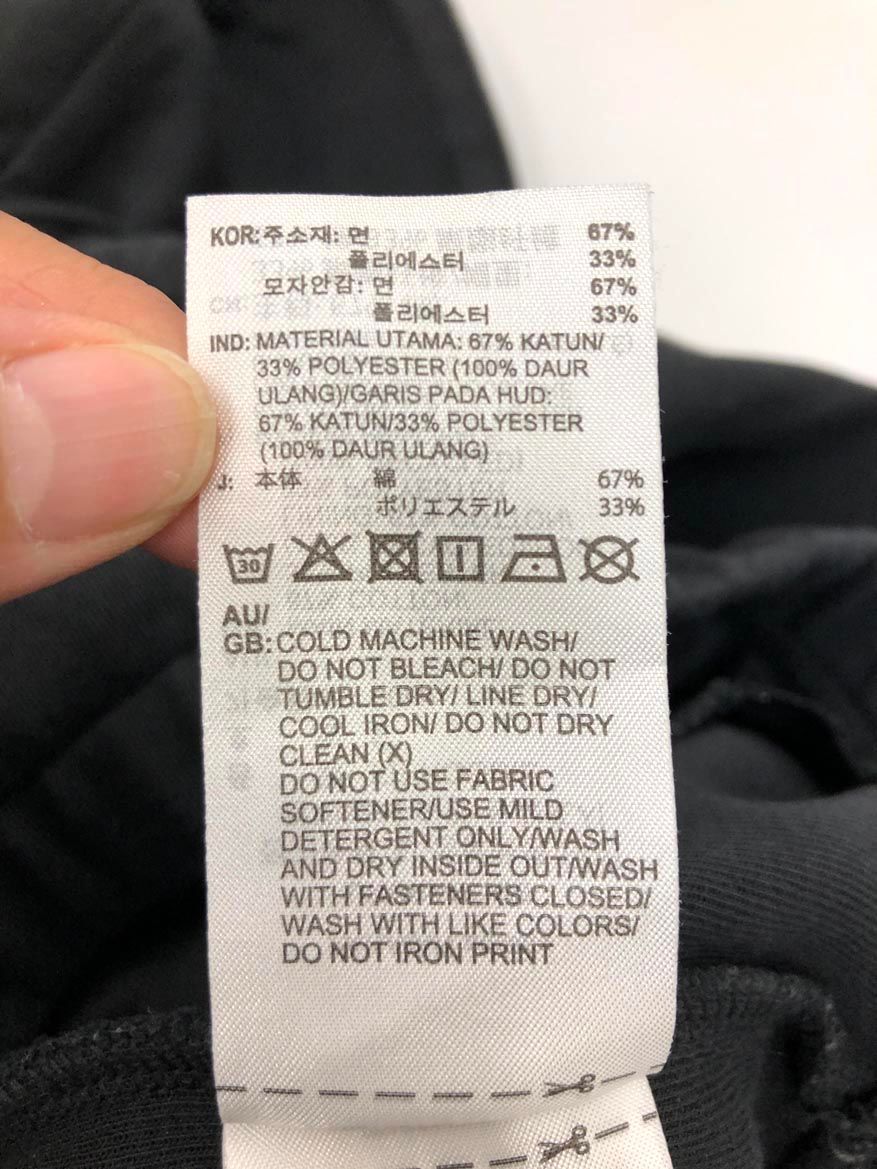 KOR: 주소재: 면 67%
폴리에스터 33%
모자안감: 면 67%
폴리에스터 33%
IND: MATERIAL UTAMA: 67% KATUN/
33% POLYESTER (100% DAUR
ULANG)/GARIS PADA HUD:
67% KATUN/33% POLYESTER
(100% DAUR ULANG)
J: 本体 綿 67%
ポリエステル 33%
30
AU/
GB: COLD MACHINE WASH/
DO NOT BLEACH/ DO NOT
TUMBLE DRY/ LINE DRY/
COOL IRON/ DO NOT DRY
CLEAN (X)
DO NOT USE FABRIC
SOFTENER/USE MILD
DETERGENT ONLY/WASH
AND DRY INSIDE OUT/WASH
WITH FASTENERS CLOSED/
WASH WITH LIKE COLORS/
DO NOT IRON PRINT